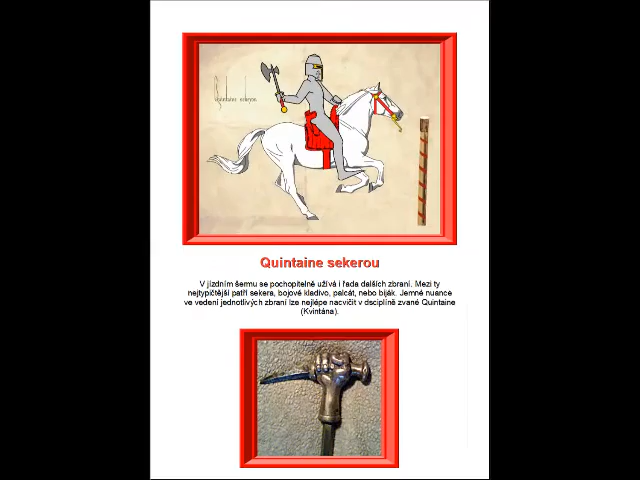 Quintaine sekerou
Quintaine sekerou
V jízdním šermu se pochopitelně užívá i řada dalších zbraní. Mezi ty
nejtypičtější patří sekera, bojové kladivo, palcát, nebo biják. Jemné nuance
ve vedení jednotlivých zbraní lze nejlépe nacvičit v dsciplíně zvané Quintaine
(Kvintána).